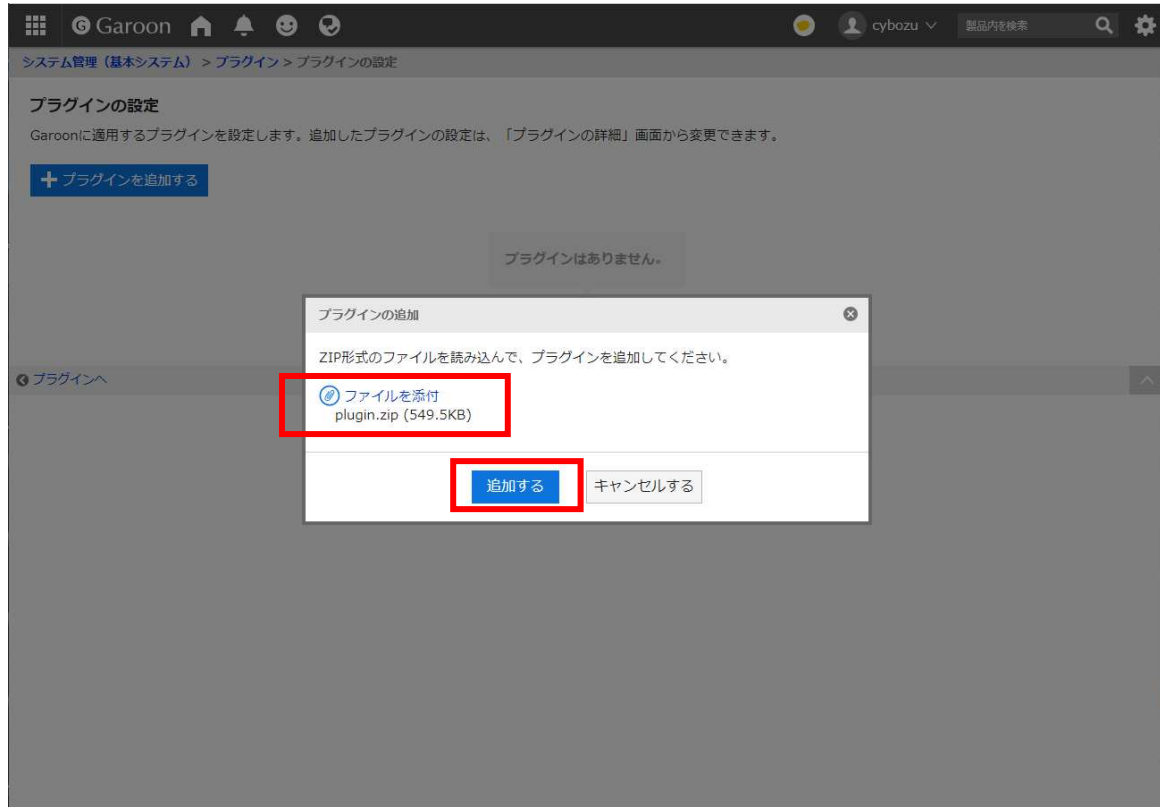 Garoon
cybozu
製品内を検索
システム管理（基本システム） > プラグイン > プラグインの設定
プラグインの設定
Garoonに適用するプラグインを設定します。追加したプラグインの設定は、「プラグインの詳細」画面から変更できます。
プラグインを追加する
プラグインはありません。
プラグインの追加
ZIP形式のファイルを読み込んで、プラグインを追加してください。
プラグインへ
ファイルを添付
plugin.zip (549.5KB)
追加する
キャンセルする